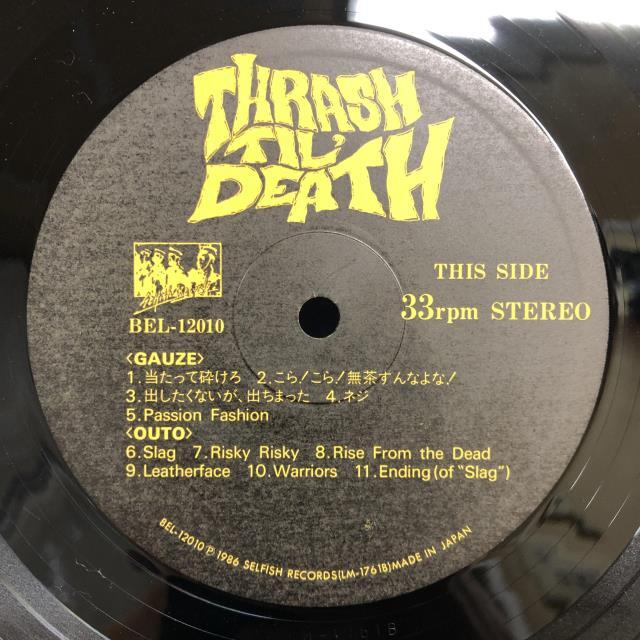 THRASH
'TIL'
DEATH
THIS SIDE
BEL-12010
33rpm STEREO
<GAUZE>
1.当たって砕けろ 2.こら!こら!無茶すんなよな!
3.出したくないが、出ちまった 4.ネジ
5.Passion Fashion
<OUTO>
6.Slag 7.Risky Risky 8.Rise From the Dead
9.Leatherface 10.Warriors 11.Ending(of “Slag”)
BEL-12010 ℗ 1986 SELFISH RECORDS(LM-1761B)MADE IN JAPAN